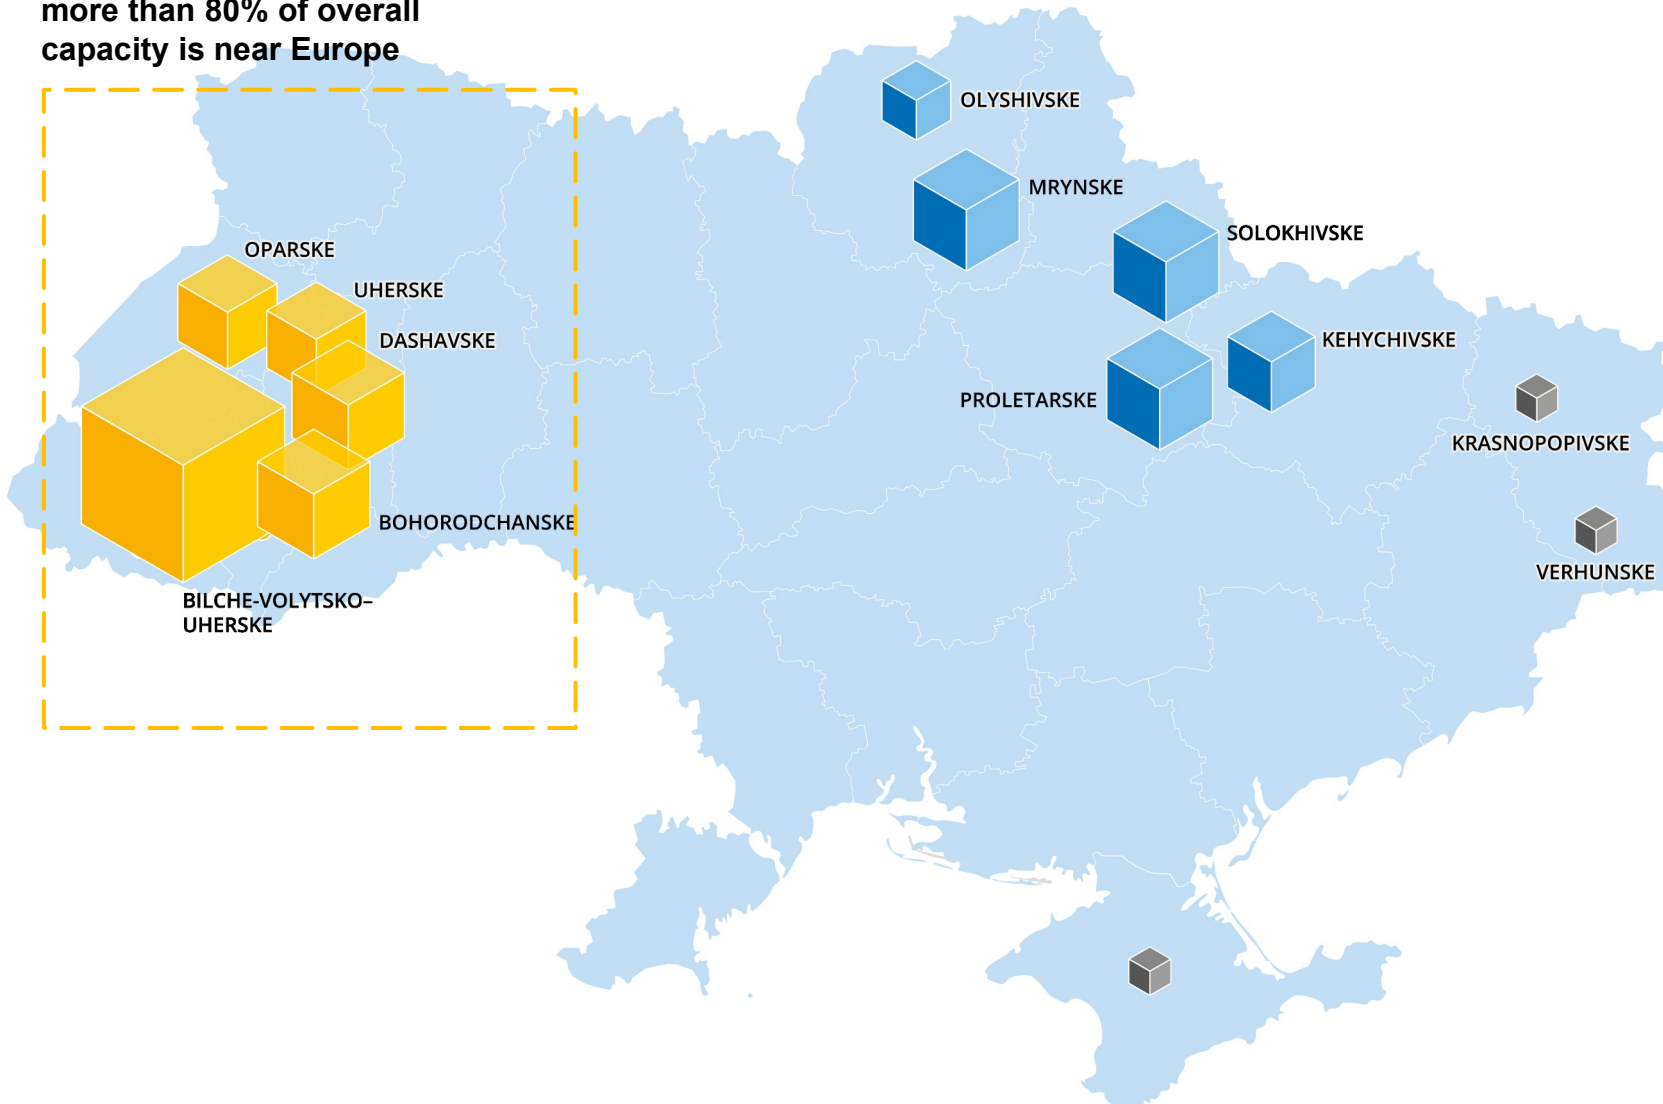 more than 80% of overall
capacity is near Europe
OLYSHIVSKE
MRYNSKE
SOLOKHIVSKE
OPARSKE
UHERSKE
DASHAVSKE
KEHYCHIVSKE
PROLETARSKE
KRASNOPOPIVSKE
BOHORODCHANSKE
VERHUNSKE
BILCHE-VOLYTSKO–
UHERSKE